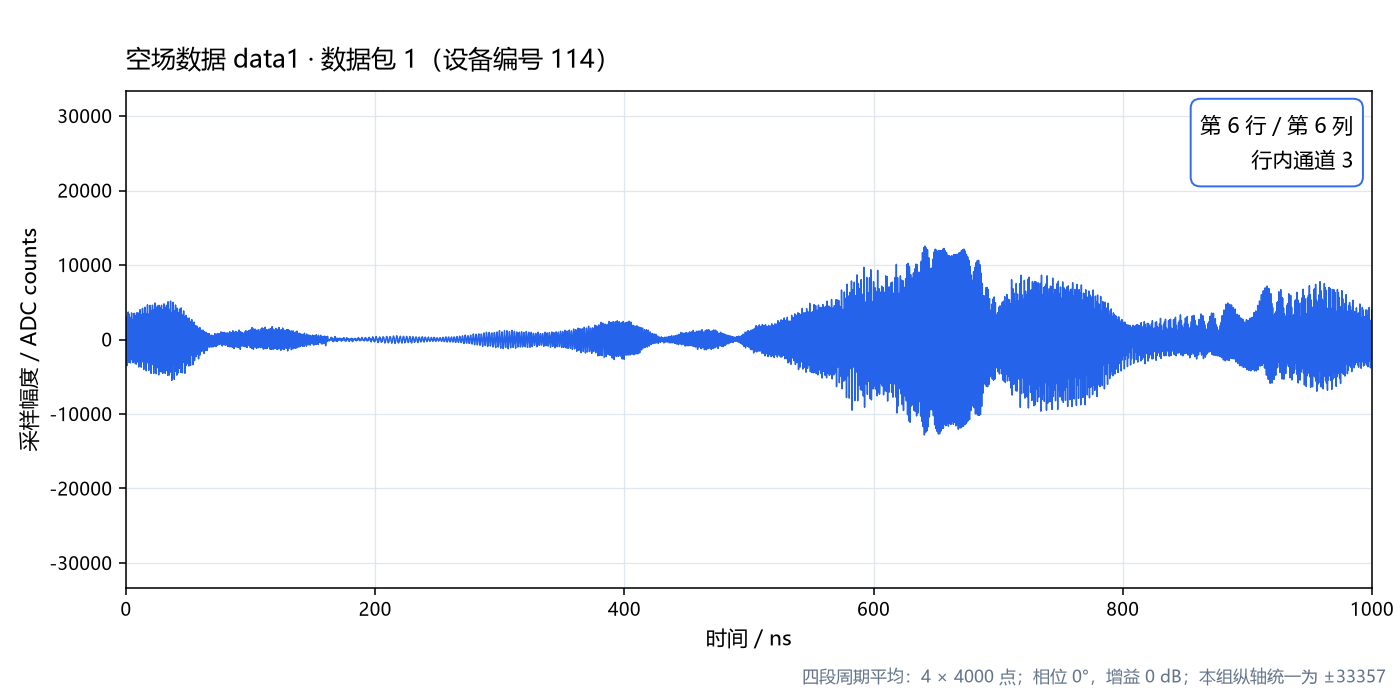 空场数据 data1 · 数据包 1（设备编号 114）
第 6 行 / 第 6 列
行内通道 3
采样幅度 / ADC counts
30000
20000
10000
0
-10000
-20000
-30000
0 200 400 600 800 1000
时间 / ns
四段周期平均：4 × 4000 点；相位 0°，增益 0 dB；本组纵轴统一为 ±33357